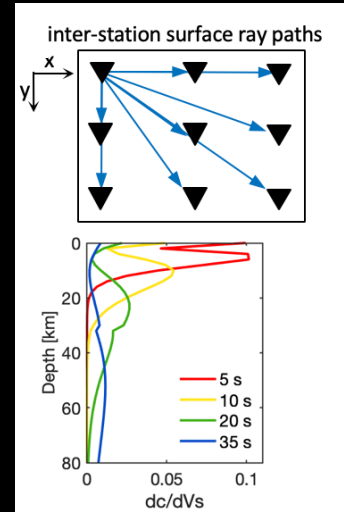 inter-station surface ray paths
x
y
0
20
40
60
80
Depth [km]
5 s
10 s
20 s
35 s
0
0.05
0.1
dc/dVs